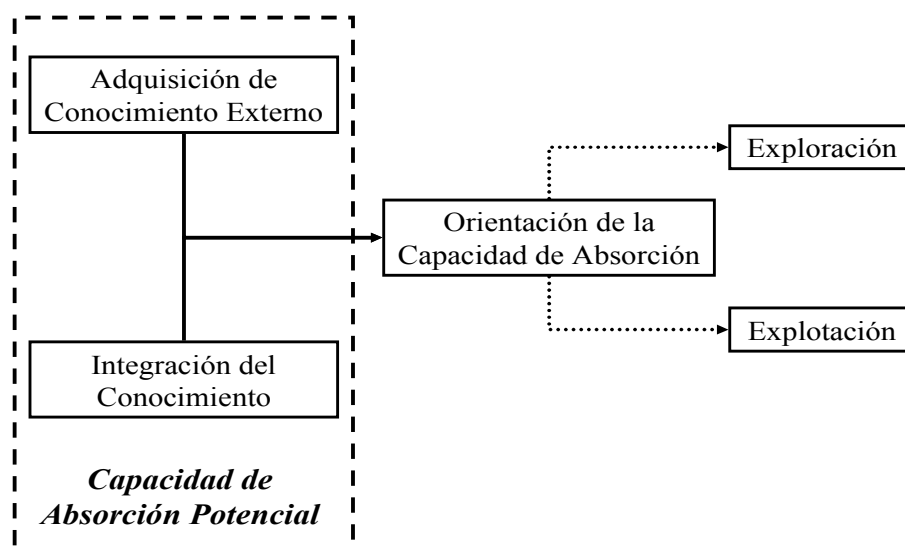 Adquisición de
Conocimiento Externo
Exploración
Orientación de la
Capacidad de Absorción
Explotación
Integración del
Conocimiento
Capacidad de
Absorción Potencial